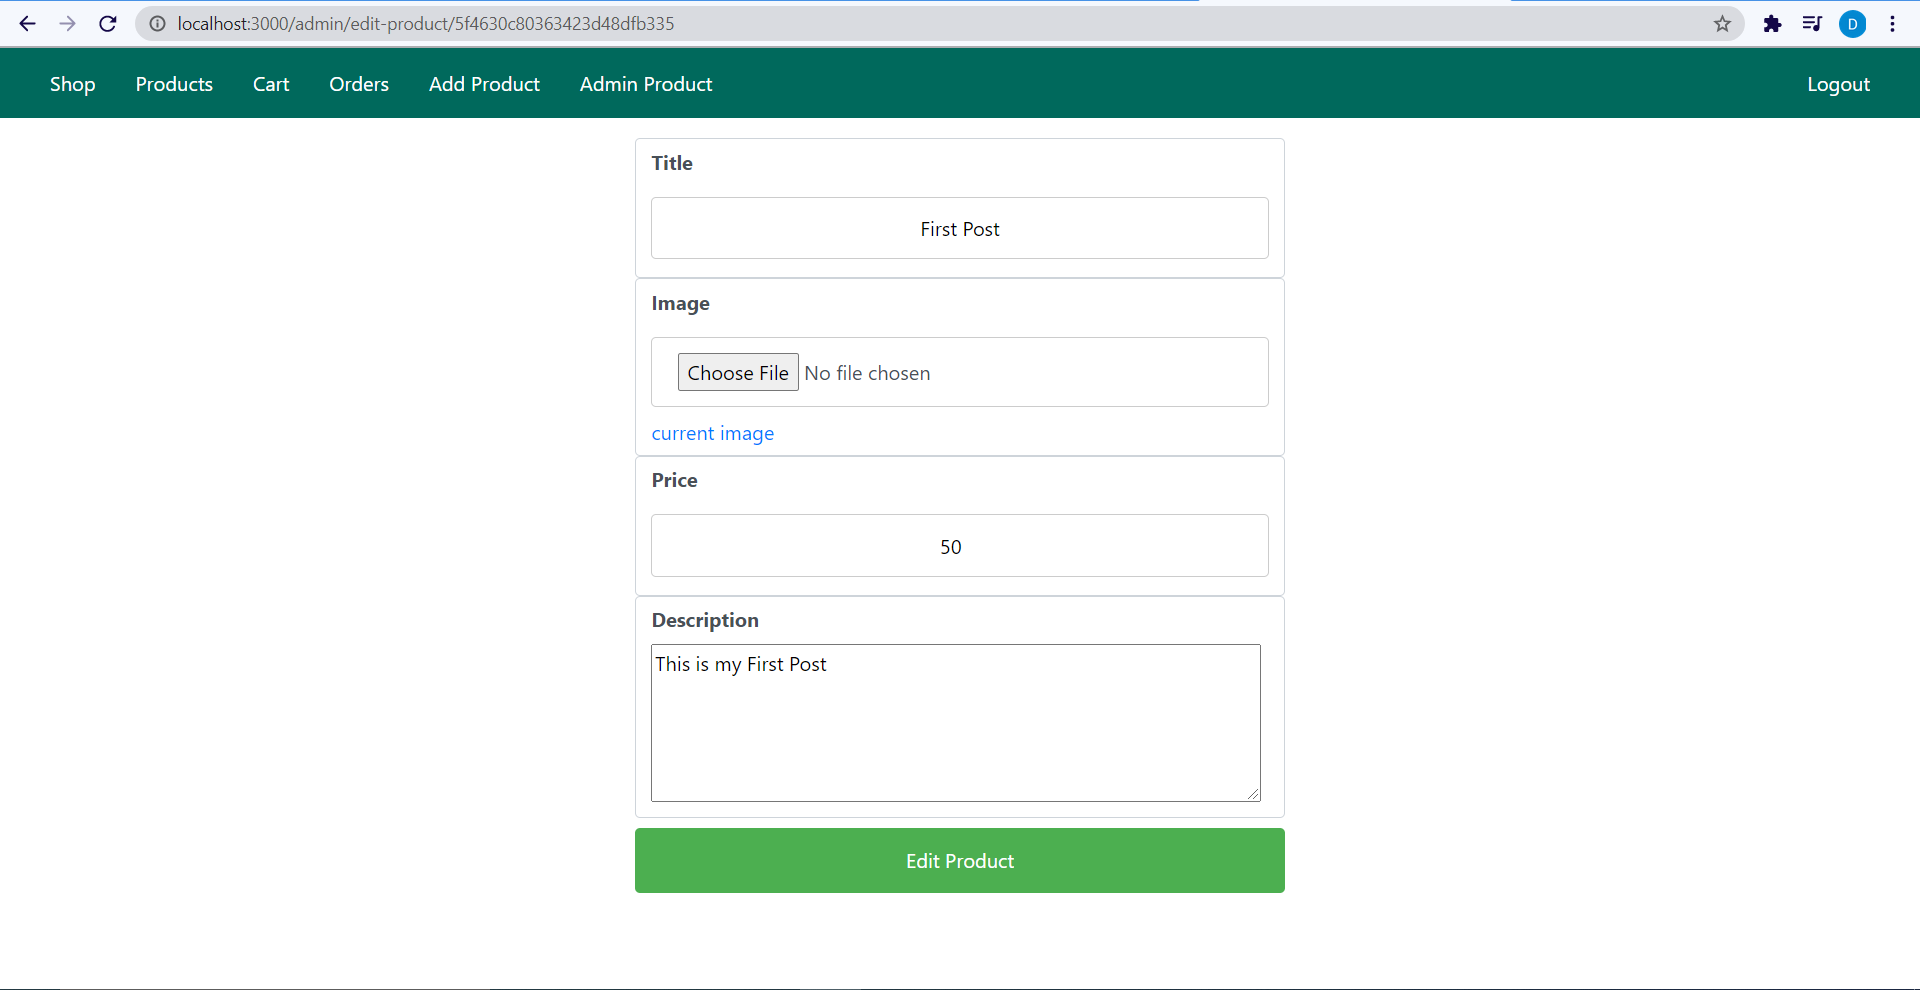 localhost:3000/admin/edit-product/5f4630c80363423d48dfb335
D
Shop Products Cart Orders Add Product Admin Product Logout
Title
First Post
Image
Choose File No file chosen
current image
Price
50
Description
This is my First Post
Edit Product